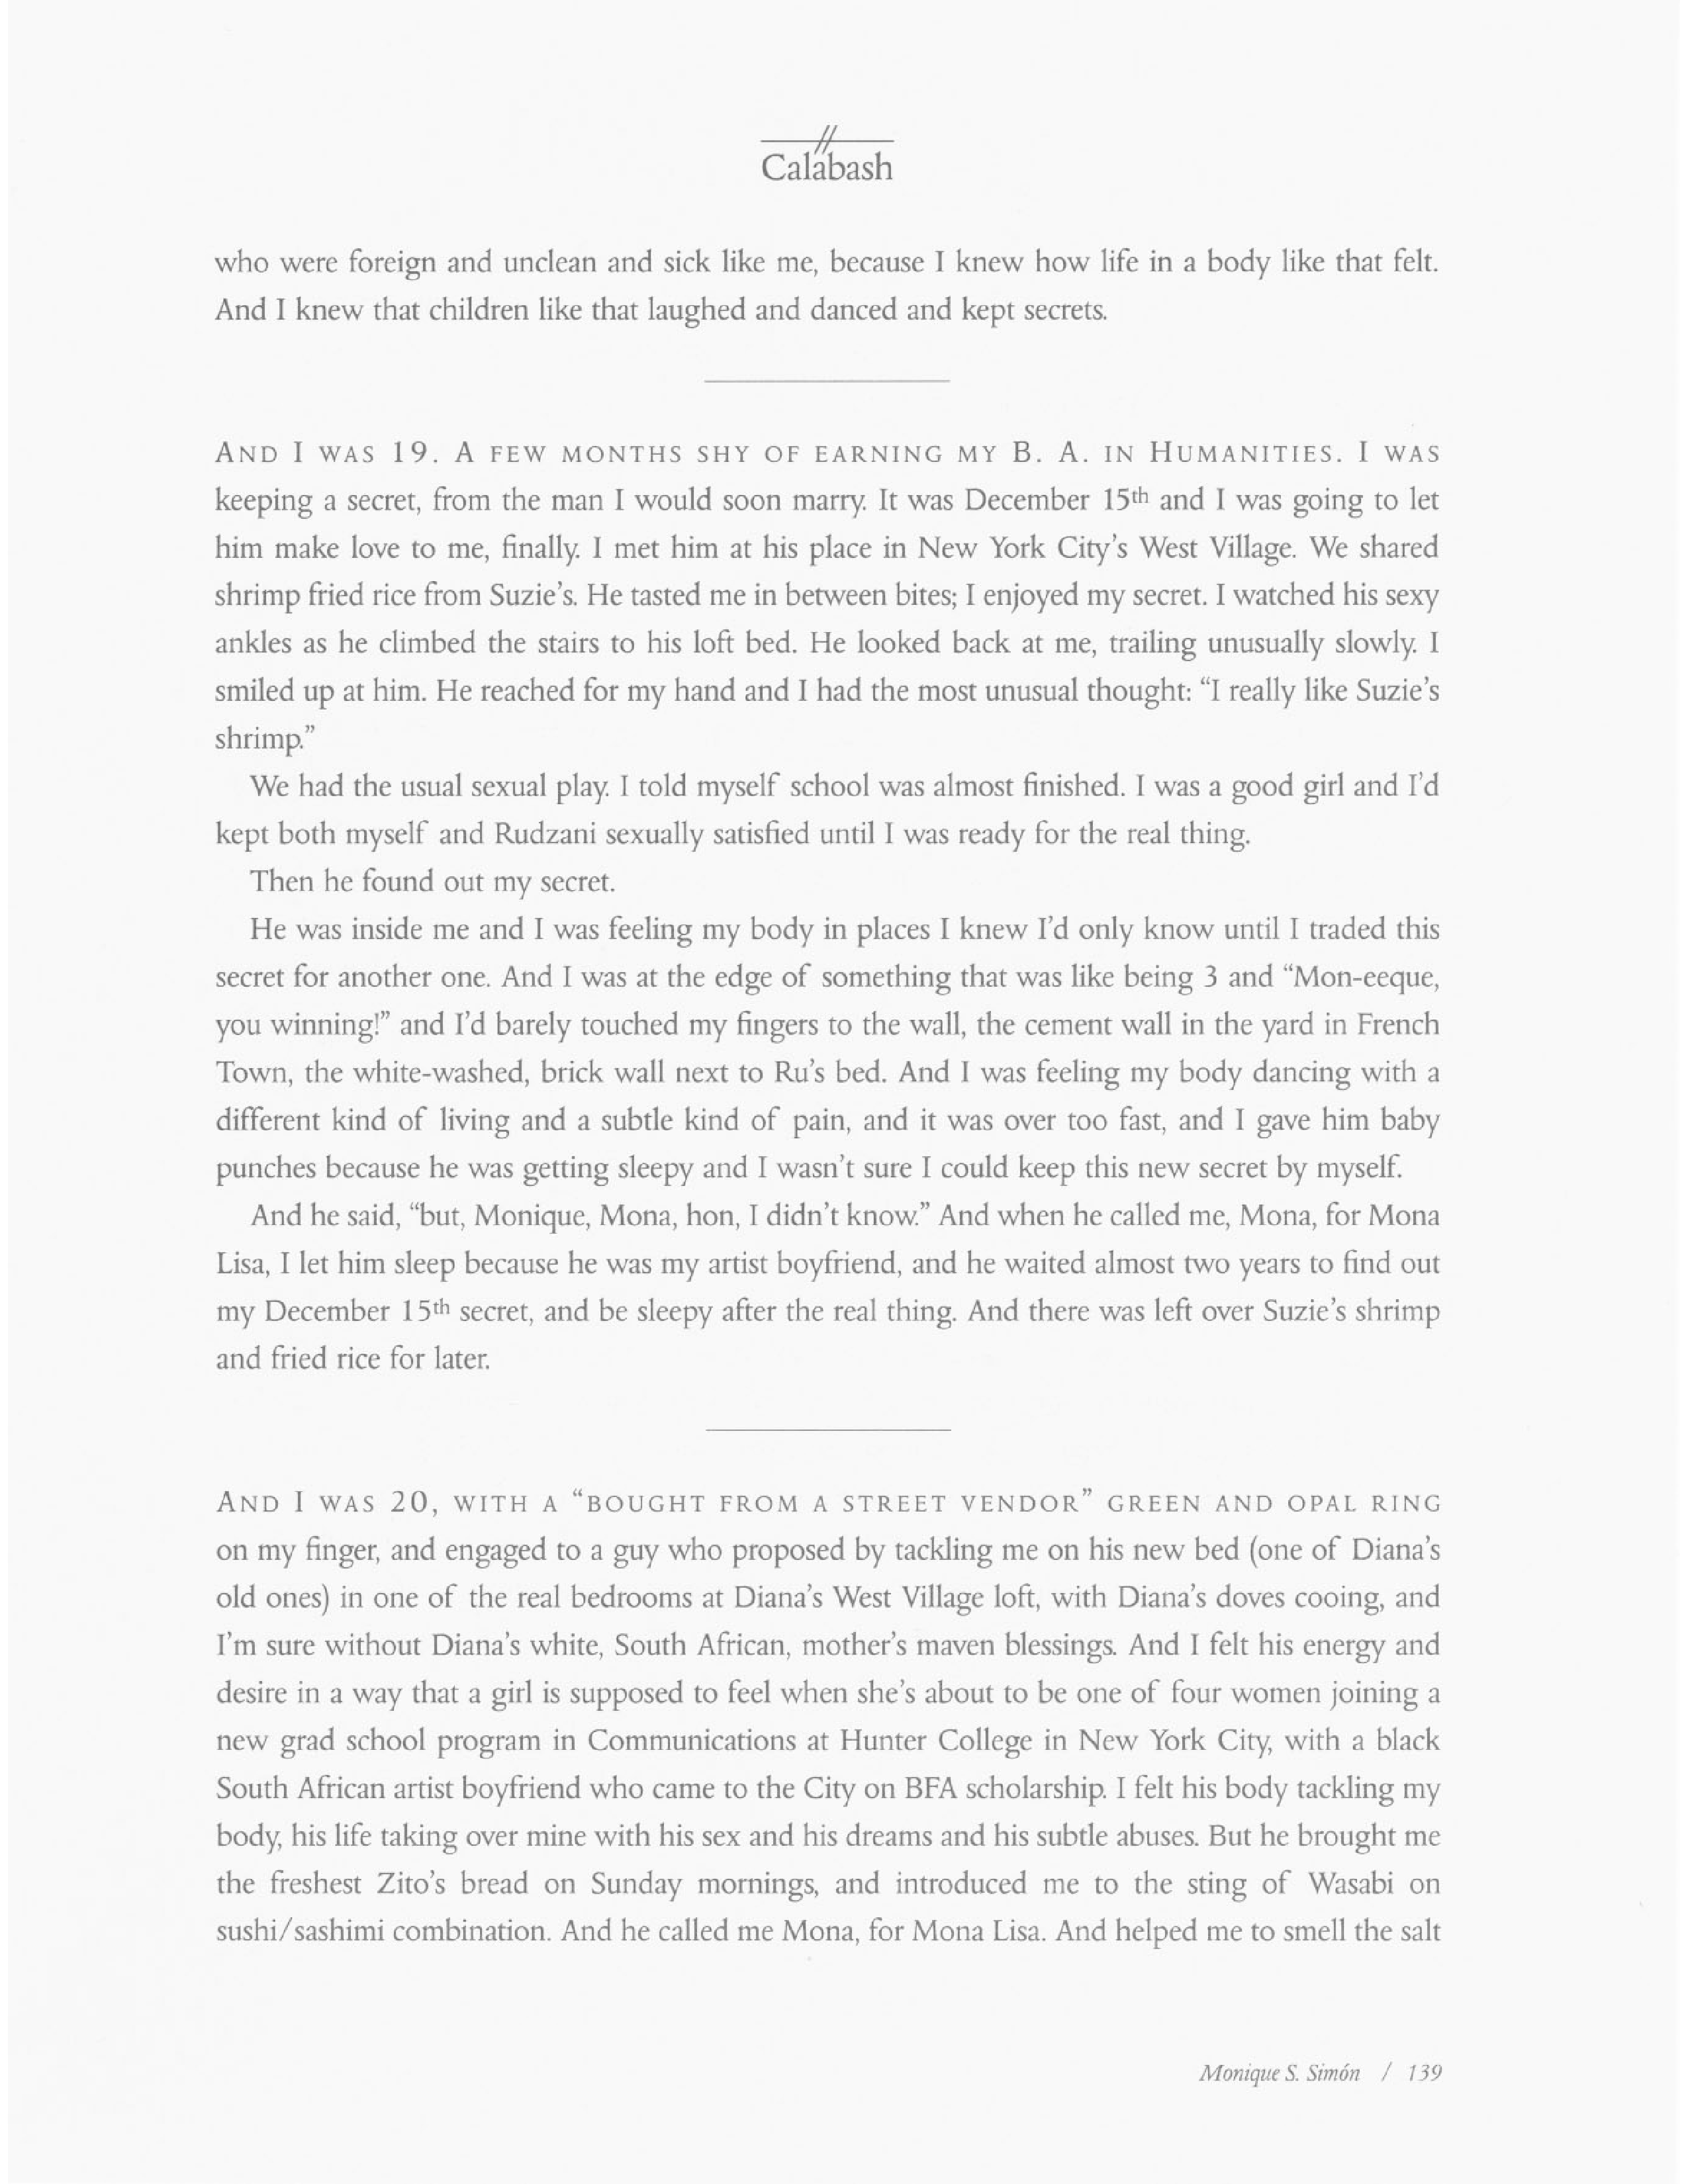 Calabash
who were foreign and unclean and sick like me, because I knew how life in a body like that felt.
And I knew that children like that laughed and danced and kept secrets.
AND I WAS 19. A FEW MONTHS SHY OF EARNING MY B. A. IN HUMANITIES. I WAS
keeping a secret, from the man I would soon marry. It was December 15th and I was going to let
him make love to me, finally. I met him at his place in New York City's West Village. We shared
shrimp fried rice from Suzie's. He tasted me in between bites; I enjoyed my secret. I watched his sexy
ankles as he climbed the stairs to his loft bed. He looked back at me, trailing unusually slowly. I
smiled up at him. He reached for my hand and I had the most unusual thought: “I really like Suzie's
shrimp.”
We had the usual sexual play. I told myself school was almost finished. I was a good girl and I'd
kept both myself and Rudzani sexually satisfied until I was ready for the real thing.
Then he found out my secret.
He was inside me and I was feeling my body in places I knew I'd only know until I traded this
secret for another one. And I was at the edge of something that was like being 3 and “Mon-eeque,
you winning!” and I'd barely touched my fingers to the wall, the cement wall in the yard in French
Town, the white-washed, brick wall next to Ru's bed. And I was feeling my body dancing with a
different kind of living and a subtle kind of pain, and it was over too fast, and I gave him baby
punches because he was getting sleepy and I wasn't sure I could keep this new secret by myself.
And he said, “but, Monique, Mona, hon, I didn't know.” And when he called me, Mona, for Mona
Lisa, I let him sleep because he was my artist boyfriend, and he waited almost two years to find out
my December 15th secret, and be sleepy after the real thing. And there was left over Suzie's shrimp
and fried rice for later.
AND I WAS 20, WITH A “BOUGHT FROM A STREET VENDOR” GREEN AND OPAL RING
on my finger, and engaged to a guy who proposed by tackling me on his new bed (one of Diana's
old ones) in one of the real bedrooms at Diana's West Village loft, with Diana's doves cooing, and
I'm sure without Diana's white, South African, mother's maven blessings. And I felt his energy and
desire in a way that a girl is supposed to feel when she's about to be one of four women joining a
new grad school program in Communications at Hunter College in New York City, with a black
South African artist boyfriend who came to the City on BFA scholarship. I felt his body tackling my
body, his life taking over mine with his sex and his dreams and his subtle abuses. But he brought me
the freshest Zito's bread on Sunday mornings, and introduced me to the sting of Wasabi on
sushi/sashimi combination. And he called me Mona, for Mona Lisa. And helped me to smell the salt
Monique S. Simón / 139